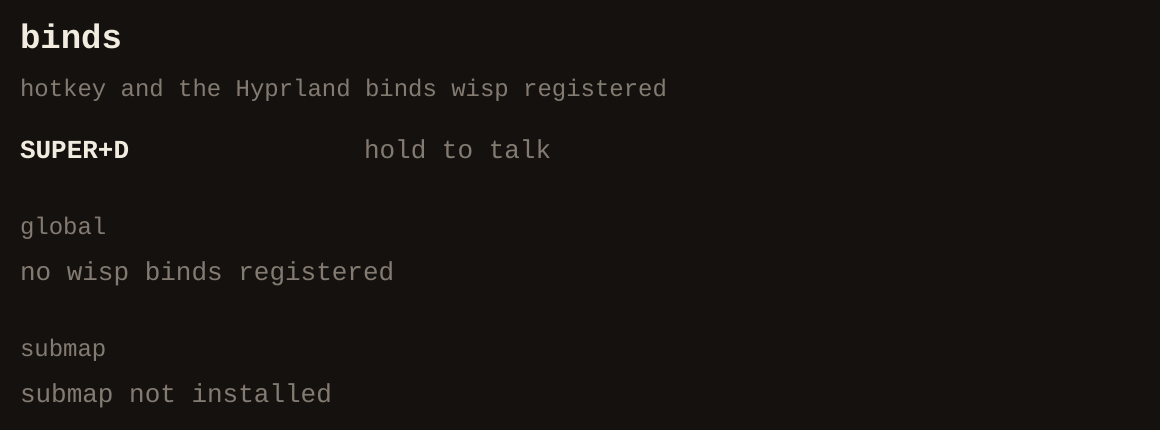 binds
hotkey and the Hyprland binds wisp registered
SUPER+D hold to talk
global
no wisp binds registered
submap
submap not installed